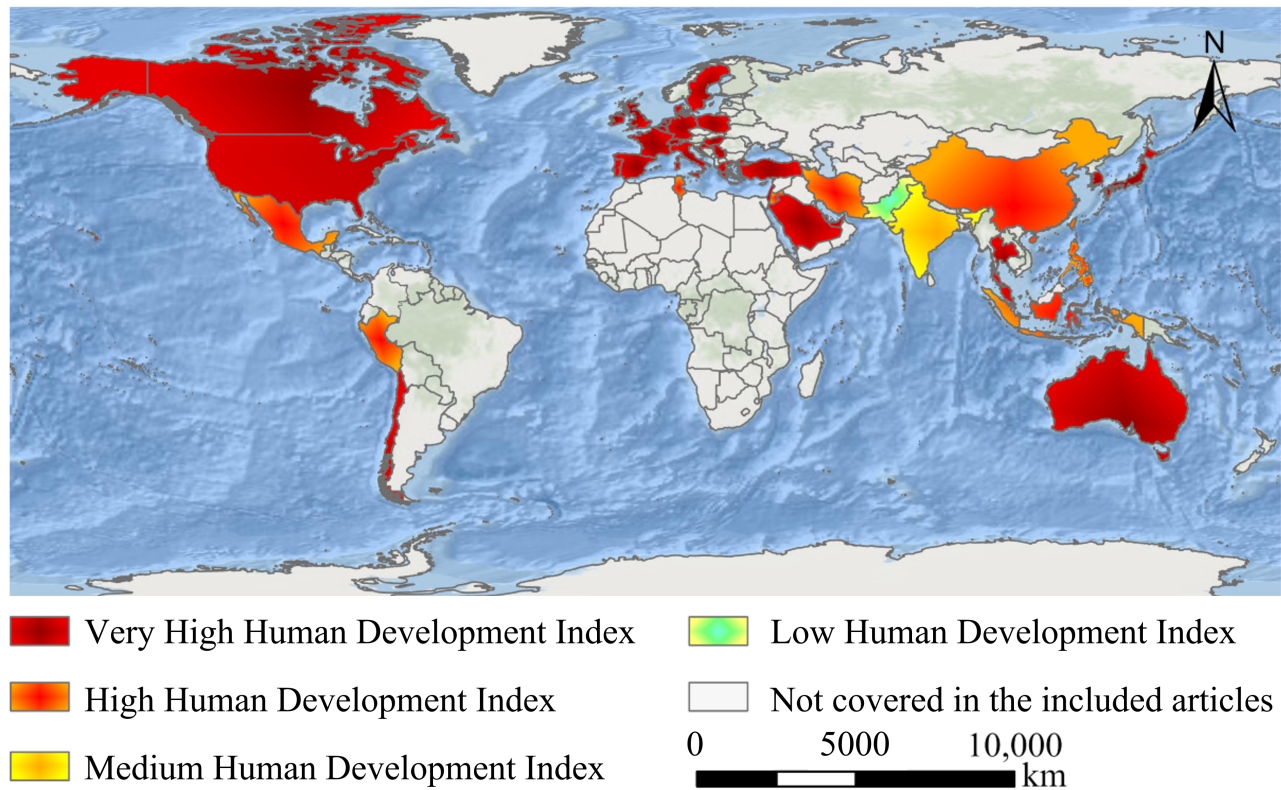 N
Very High Human Development Index
High Human Development Index
Medium Human Development Index
Low Human Development Index
Not covered in the included articles
0 5000 10,000
km